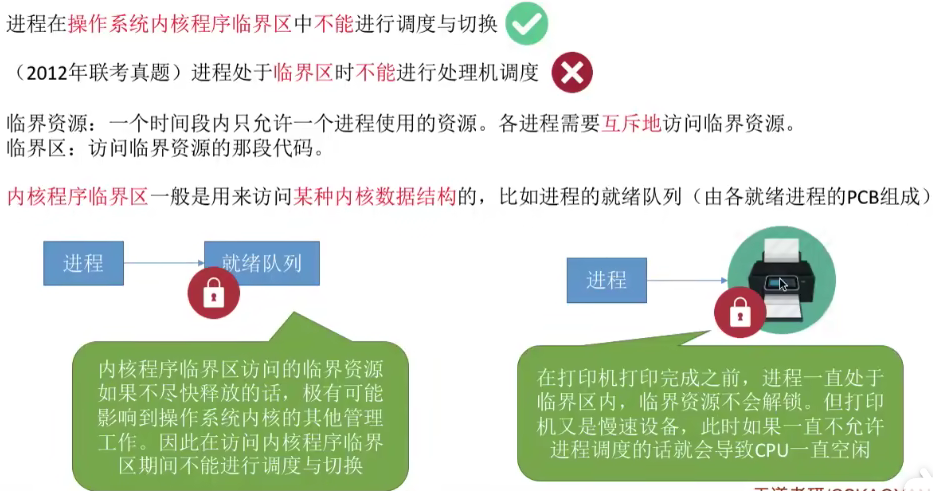 进程在操作系统内核程序临界区中不能进行调度与切换
（2012年联考真题）进程处于临界区时不能进行处理机调度
临界资源：一个时间段内只允许一个进程使用的资源。各进程需要互斥地访问临界资源。
临界区：访问临界资源的那段代码。
内核程序临界区一般是用来访问某种内核数据结构的，比如进程的就绪队列（由各就绪进程的PCB组成）
进程
就绪队列
内核程序临界区访问的临界资源
如果不尽快释放的话，极有可能
影响到操作系统内核的其他管理
工作。因此在访问内核程序临界
区期间不能进行调度与切换
进程
在打印机打印完成之前，进程一直处于
临界区内，临界资源不会解锁。但打印
机又是慢速设备，此时如果一直不允许
进程调度的话就会导致CPU一直空闲